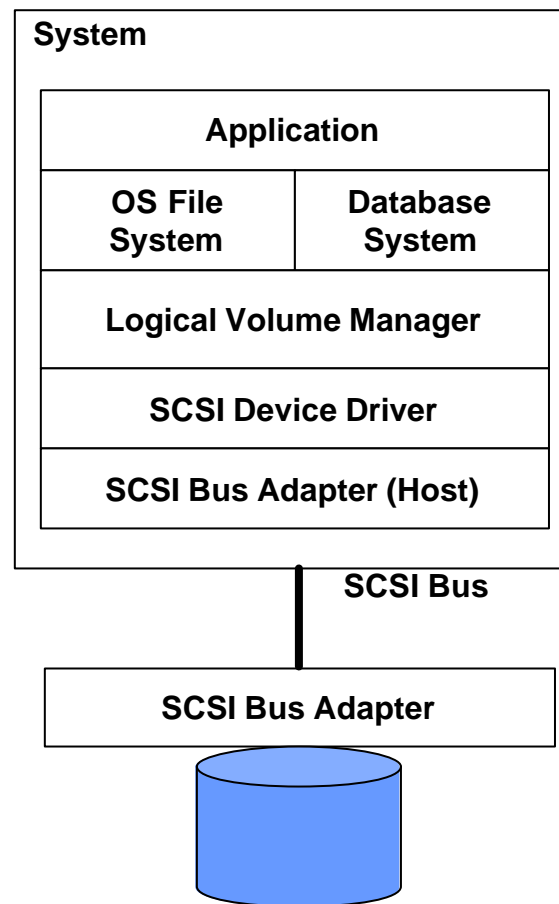 System
Application
OS File
System
Database
System
Logical Volume Manager
SCSI Device Driver
SCSI Bus Adapter (Host)
SCSI Bus
SCSI Bus Adapter